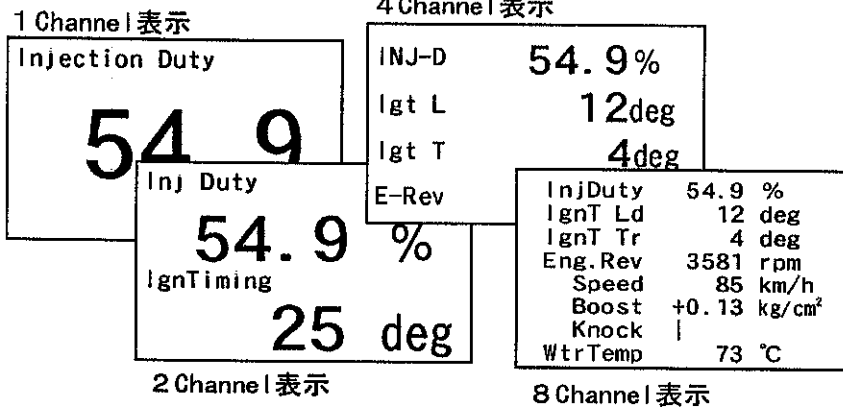 1 Channel表示
Injection Duty
54.9
Inj Duty
54.9 %
IgnTiming
25 deg
2 Channel表示
4 Channel表示
INJ-D 54.9%
Igt L 12deg
Igt T 4deg
E-Rev
InjDuty 54.9 %
IgnT Ld 12 deg
IgnT Tr 4 deg
Eng.Rev 3581 rpm
Speed 85 km/h
Boost +0.13 kg/cm²
Knock |
WtrTemp 73 ℃
8 Channel表示